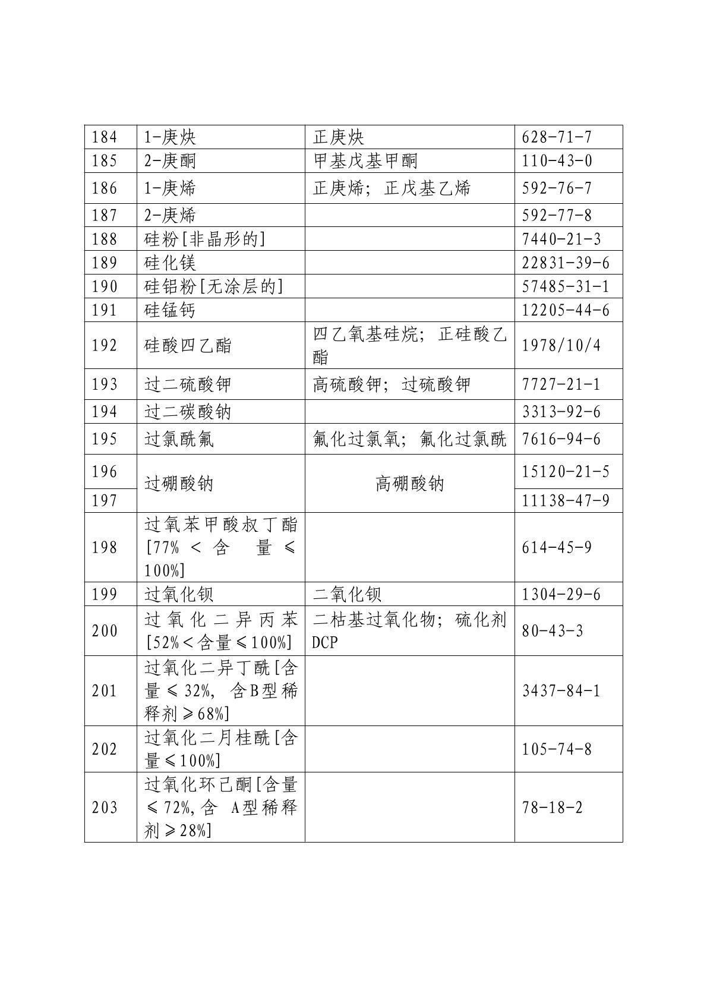 184 1-庚炔 正庚炔 628-71-7
185 2-庚酮 甲基戊基甲酮 110-43-0
186 1-庚烯 正庚烯；正戊基乙烯 592-76-7
187 2-庚烯 592-77-8
188 硅粉[非晶形的] 7440-21-3
189 硅化镁 22831-39-6
190 硅铝粉[无涂层的] 57485-31-1
191 硅锰钙 12205-44-6
192 硅酸四乙酯 四乙氧基硅烷；正硅酸乙 1978/10/4
酯
193 过二硫酸钾 高硫酸钾；过硫酸钾 7727-21-1
194 过二碳酸钠 3313-92-6
195 过氯酰氟 氟化过氯氧；氟化过氯酰 7616-94-6
196 过硼酸钠 高硼酸钠 15120-21-5
197 11138-47-9
过氧苯甲酸叔丁酯
198 [77%＜含 量≤ 614-45-9
100%]
199 过氧化钡 二氧化钡 1304-29-6
200 过氧化二异丙苯 二枯基过氧化物；硫化剂 80-43-3
[52%＜含量≤100%] DCP
过氧化二异丁酰[含
201 量≤32%, 含B型稀 3437-84-1
释剂≥68%]
202 过氧化二月桂酰[含 105-74-8
量≤100%]
过氧化环己酮[含量
203 ≤72%,含 A型稀释 78-18-2
剂≥28%]